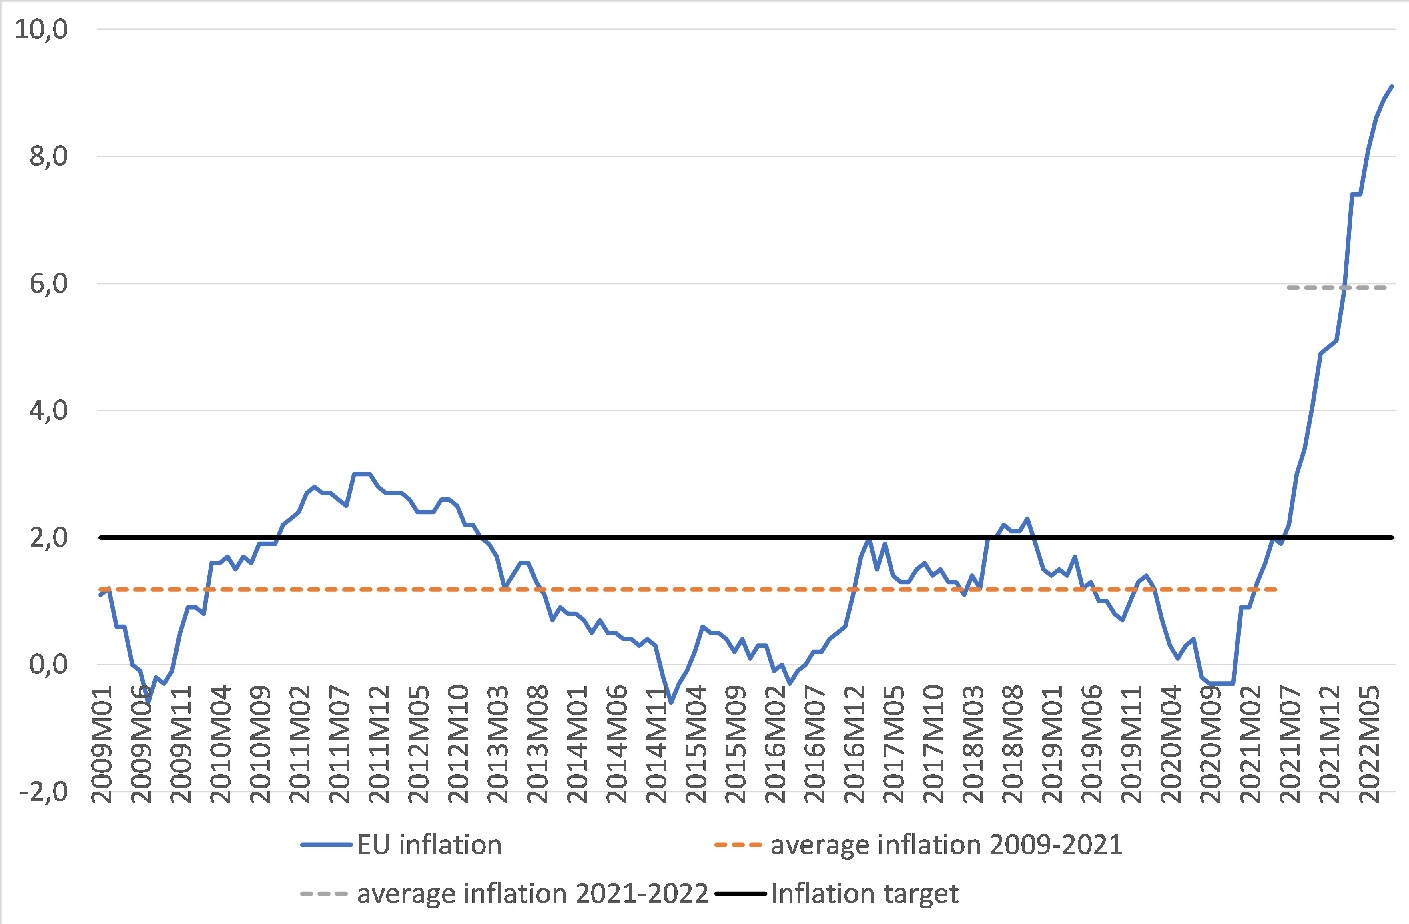 10,0
8,0
6,0
4,0
2,0
0,0
-2,0
2009M01
2009M06
2009M11
2010M04
2010M09
2011M02
2011M07
2011M12
2012M05
2012M10
2013M03
2013M08
2014M01
2014M06
2014M11
2015M04
2015M09
2016M02
2016M07
2016M12
2017M05
2017M10
2018M03
2018M08
2019M01
2019M06
2019M11
2020M04
2020M09
2021M02
2021M07
2021M12
2022M05
EU inflation
average inflation 2009-2021
average inflation 2021-2022
Inflation target